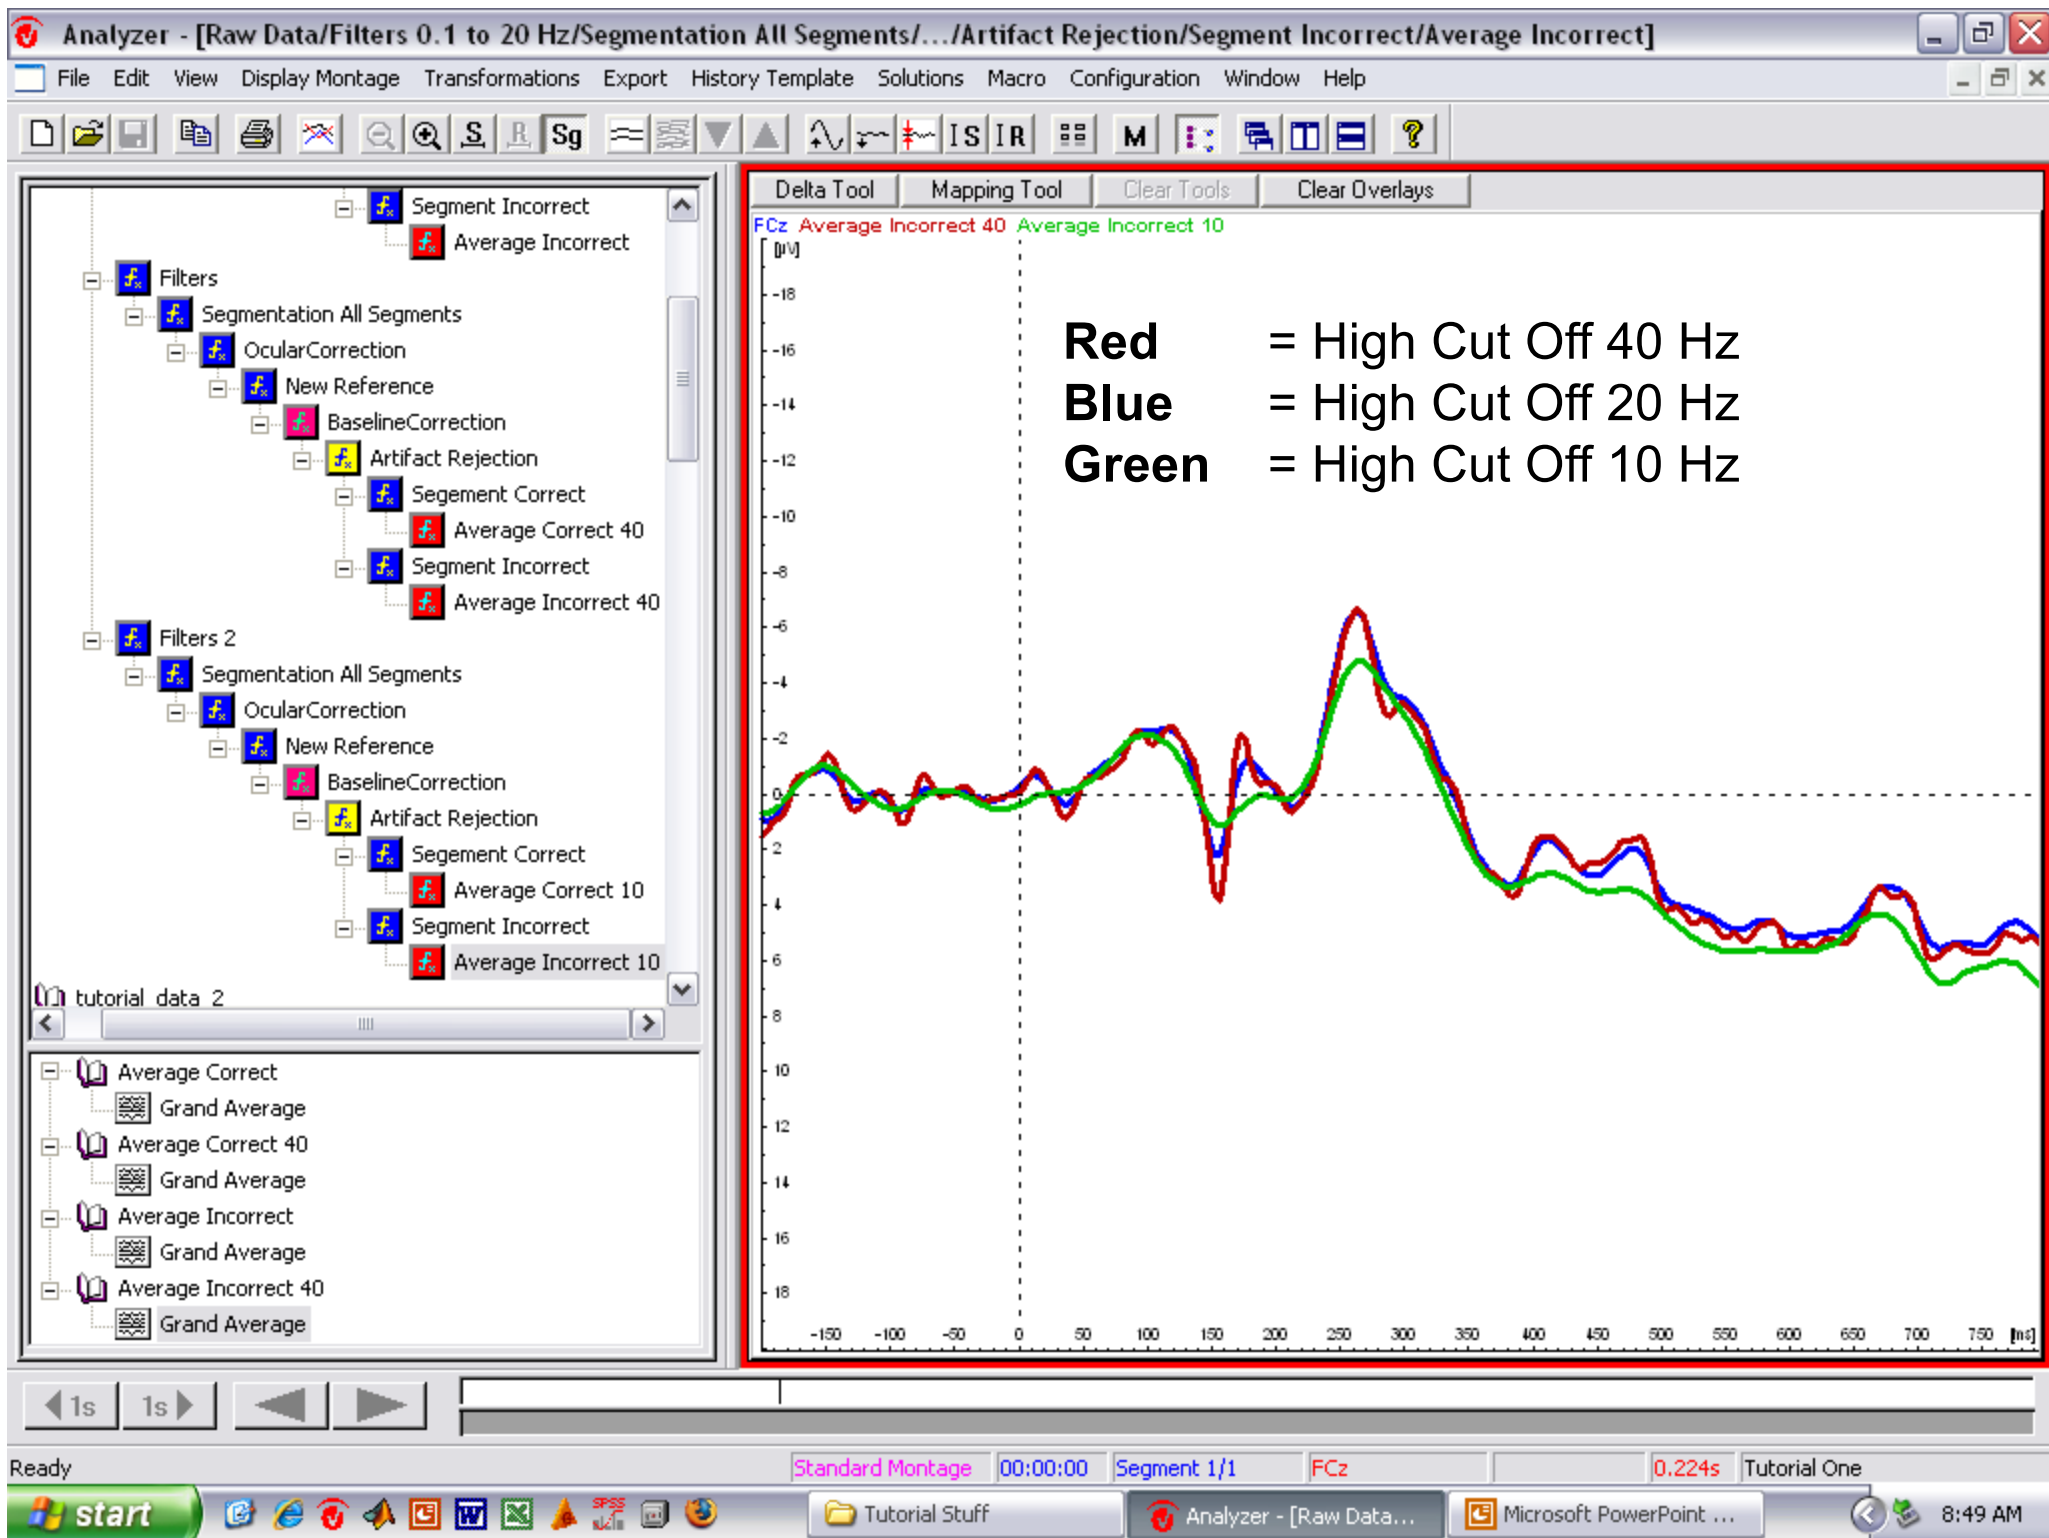 Analyzer - [Raw Data/Filters 0.1 to 20 Hz/Segmentation All Segments/.../Artifact Rejection/Segment Incorrect/Average Incorrect]
File Edit View Display Montage Transformations Export History Template Solutions Macro Configuration Window Help
S R Sg I S I R M ?
Segment Incorrect
Average Incorrect
Filters
Segmentation All Segments
OcularCorrection
New Reference
BaselineCorrection
Artifact Rejection
Segement Correct
Average Correct 40
Segment Incorrect
Average Incorrect 40
Filters 2
Segmentation All Segments
OcularCorrection
New Reference
BaselineCorrection
Artifact Rejection
Segement Correct
Average Correct 10
Segment Incorrect
Average Incorrect 10
tutorial_data_2
Average Correct
Grand Average
Average Correct 40
Grand Average
Average Incorrect
Grand Average
Average Incorrect 40
Grand Average
Delta Tool Mapping Tool Clear Tools Clear Overlays
FCz Average Incorrect 40 Average Incorrect 10
[µV]
-18
-16
-14
-12
-10
-8
-6
-4
-2
0
2
4
6
8
10
12
14
16
18
Red = High Cut Off 40 Hz
Blue = High Cut Off 20 Hz
Green = High Cut Off 10 Hz
-150 -100 -50 0 50 100 150 200 250 300 350 400 450 500 550 600 650 700 750 [ms]
1s 1s
Ready Standard Montage 00:00:00 Segment 1/1 FCz 0.224s Tutorial One
start SPSS Tutorial Stuff Analyzer - [Raw Data... Microsoft PowerPoint ... 8:49 AM